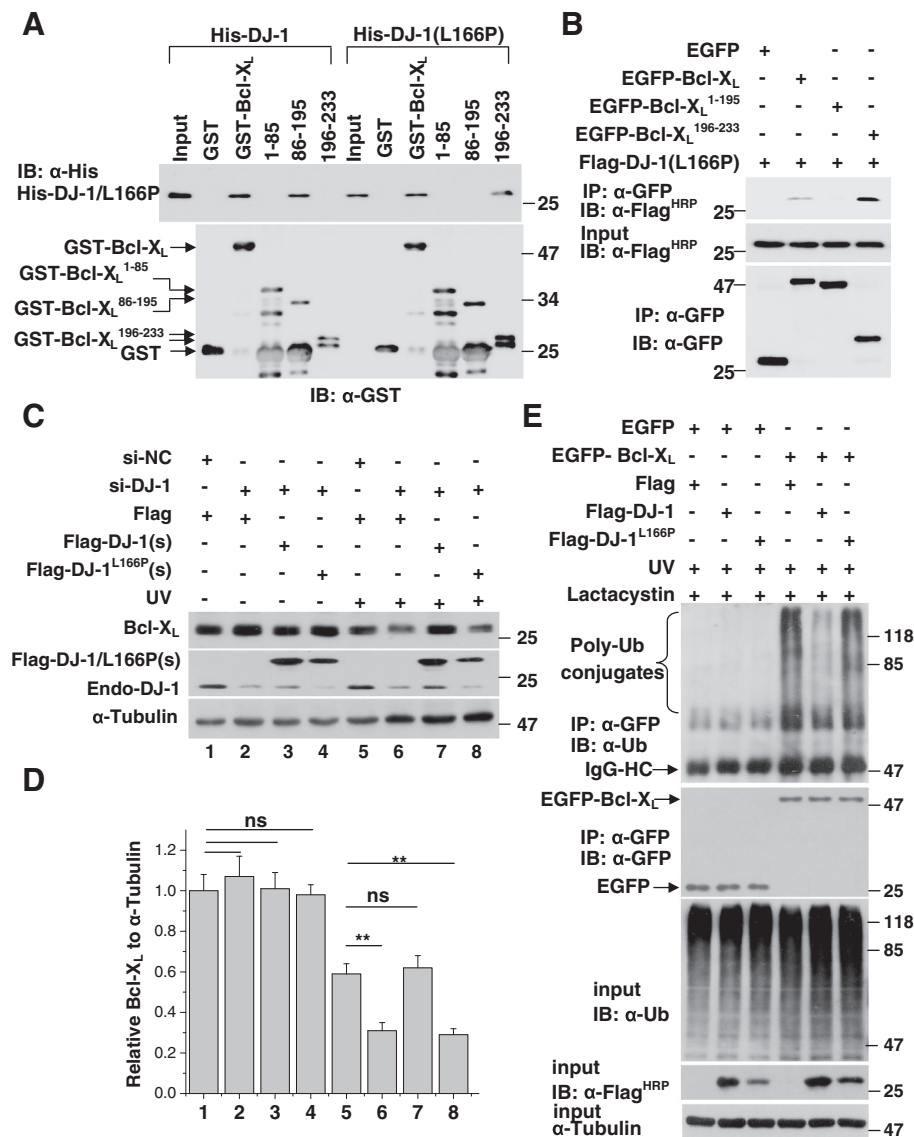 A
His-DJ-1 His-DJ-1(L166P)
Input GST GST-Bcl-XL 1-85 86-195 196-233 Input GST GST-Bcl-XL 1-85 86-195 196-233
IB: α-His
His-DJ-1/L166P
25
GST-Bcl-XL
47
GST-Bcl-XL1-85
34
GST-Bcl-XL86-195
GST-Bcl-XL196-233
GST
25
IB: α-GST
B
EGFP + - - -
EGFP-Bcl-XL - + - -
EGFP-Bcl-XL1-195 - - + -
EGFP-Bcl-XL196-233 - - - +
Flag-DJ-1(L166P) + + + +
IP: α-GFP
IB: α-FlagHRP
25
Input
IB: α-FlagHRP
25
47
IP: α-GFP
IB: α-GFP
25
C
si-NC + - - - + - - -
si-DJ-1 - + + + - + + +
Flag + + - - + + - -
Flag-DJ-1(s) - - + - - - + -
Flag-DJ-1L166P(s) - - - + - - - +
UV - - - - + + + +
Bcl-XL
25
Flag-DJ-1/L166P(s)
25
Endo-DJ-1
α-Tubulin
47
1 2 3 4 5 6 7 8
D
Relative Bcl-XL to α-Tubulin
1.2
1.0
0.8
0.6
0.4
0.2
0.0
ns
**
ns
**
1 2 3 4 5 6 7 8
E
EGFP + + + - - -
EGFP- Bcl-XL - - - + + +
Flag + - - + - -
Flag-DJ-1 - + - - + -
Flag-DJ-1L166P - - + - - +
UV + + + + + +
Lactacystin + + + + + +
118
Poly-Ub
conjugates
85
IP: α-GFP
IB: α-Ub
IgG-HC
47
EGFP-Bcl-XL
47
IP: α-GFP
IB: α-GFP
EGFP
25
118
85
input
IB: α-Ub
47
input
IB: α-FlagHRP
25
input
α-Tubulin
47